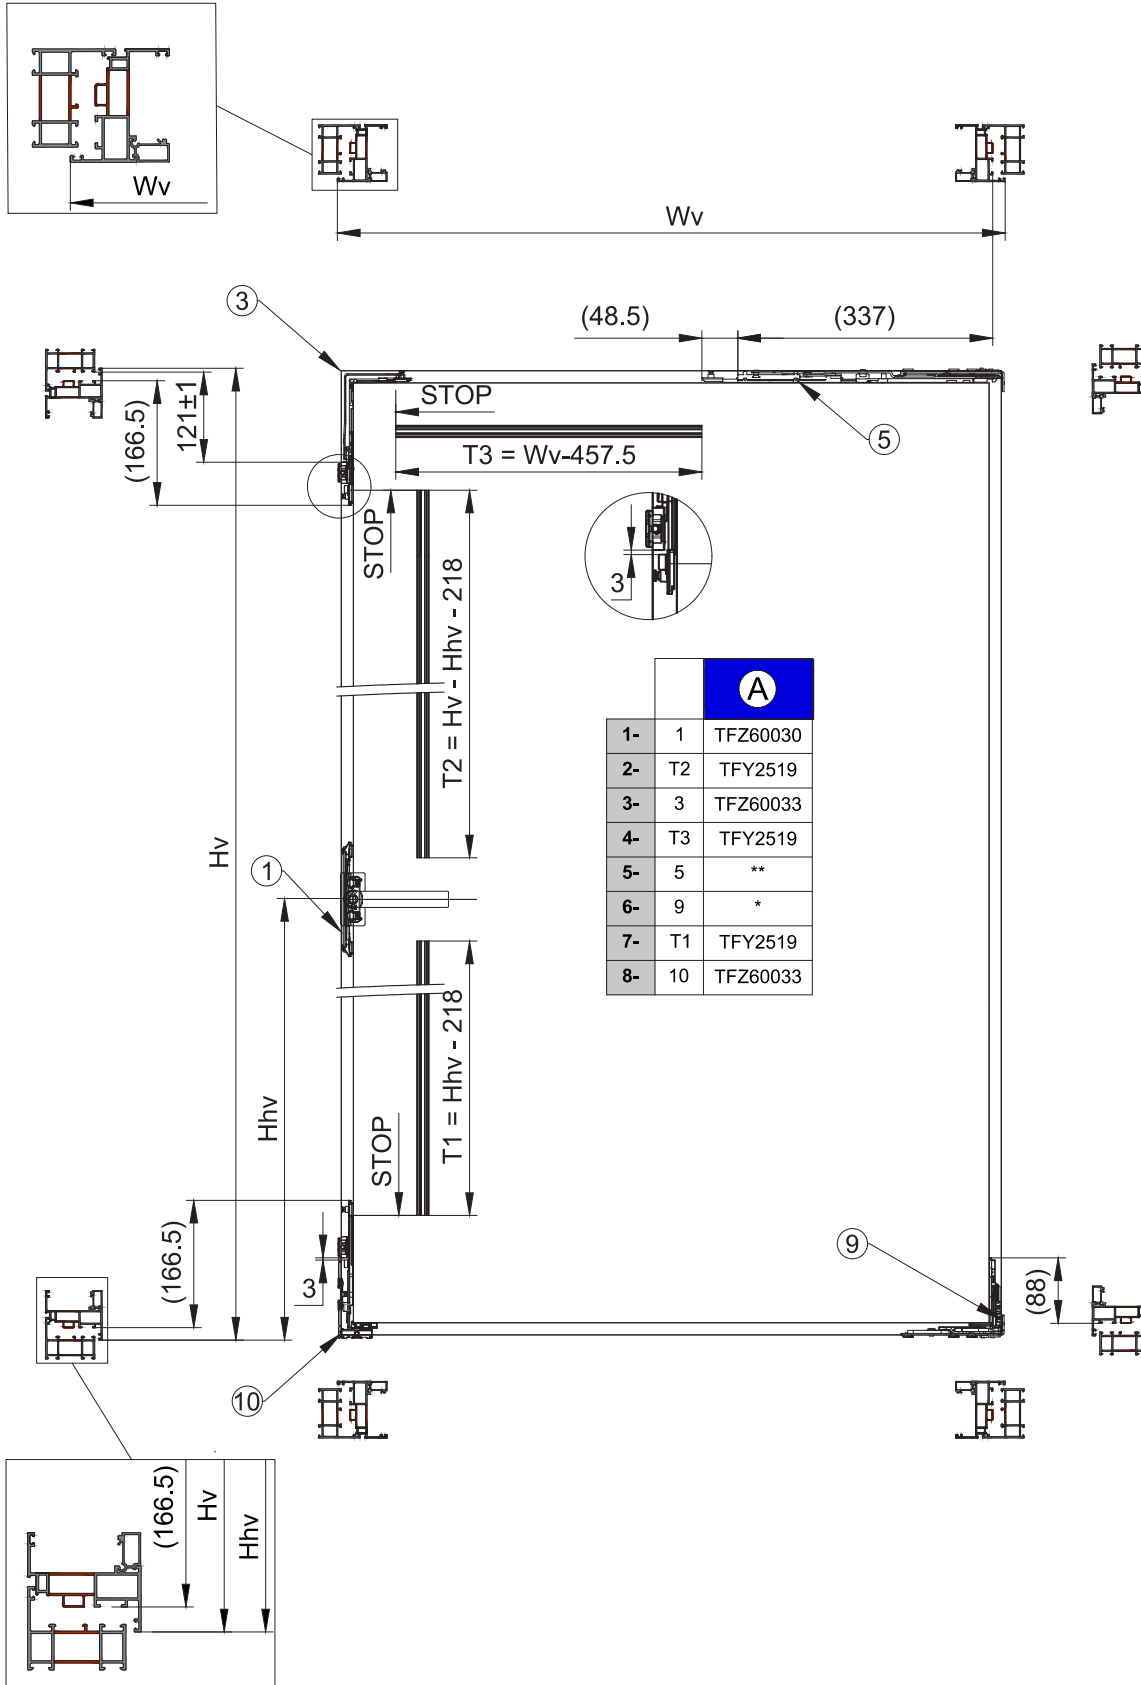 Wv
Wv
3
(48.5)
(337)
STOP
5
T3 = Wv-457.5
121±1
(166.5)
STOP
T2 = Hv - Hhv - 218
3
A
1- 1 TFZ60030
2- T2 TFY2519
3- 3 TFZ60033
4- T3 TFY2519
5- 5 **
6- 9 *
7- T1 TFY2519
8- 10 TFZ60033
Hv
1
Hhv
T1 = Hhv - 218
STOP
(166.5)
3
9
(88)
10
(166.5)
Hv
Hhv